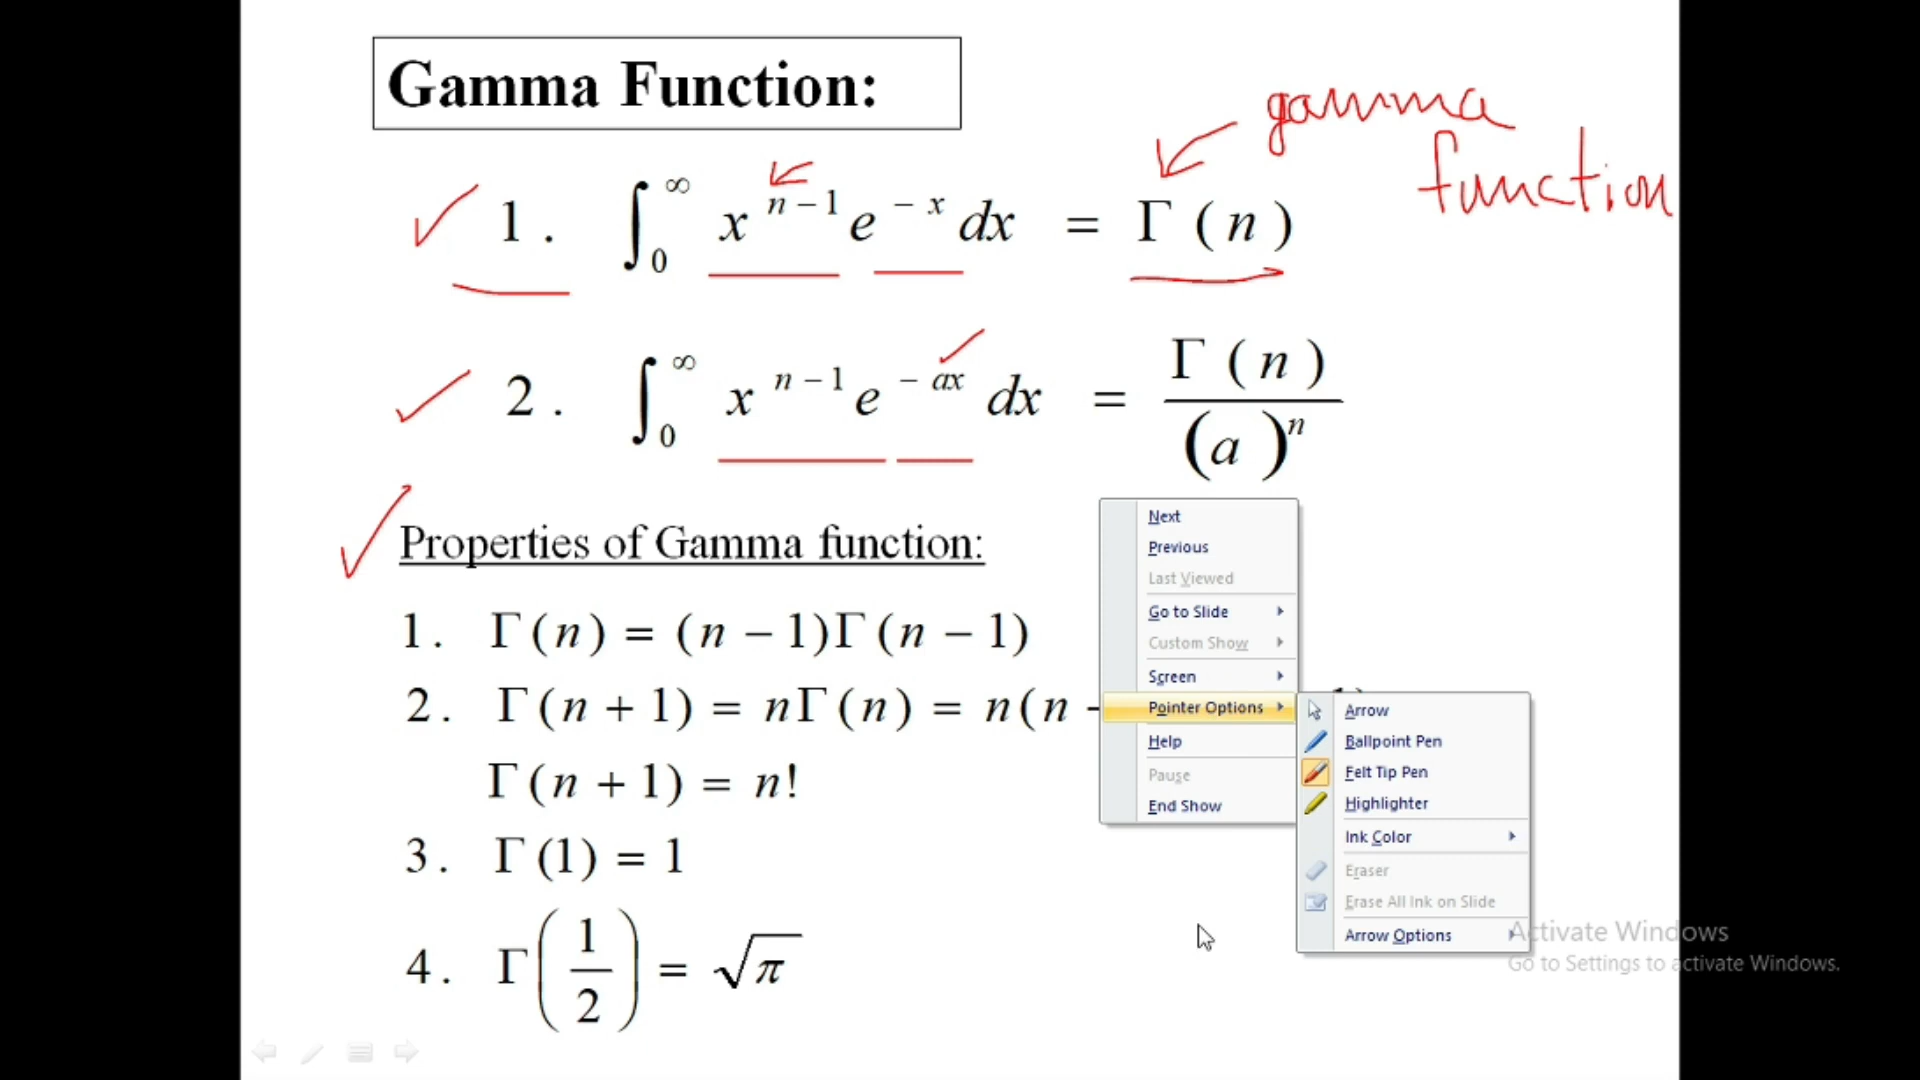 Gamma Function:
gamma
function
1. ∫₀^∞ x^(n−1) e^(−x) dx = Γ(n)
2. ∫₀^∞ x^(n−1) e^(−ax) dx = Γ(n)/(a)^n
Properties of Gamma function:
1. Γ(n) = (n − 1)Γ(n − 1)
2. Γ(n + 1) = nΓ(n) = n(n -
Γ(n + 1) = n!
3. Γ(1) = 1
4. Γ(1/2) = √π
Next
Previous
Last Viewed
Go to Slide
Custom Show
Screen
Pointer Options
Help
Pause
End Show
Arrow
Ballpoint Pen
Felt Tip Pen
Highlighter
Ink Color
Eraser
Erase All Ink on Slide
Arrow Options
Activate Windows
Go to Settings to activate Windows.